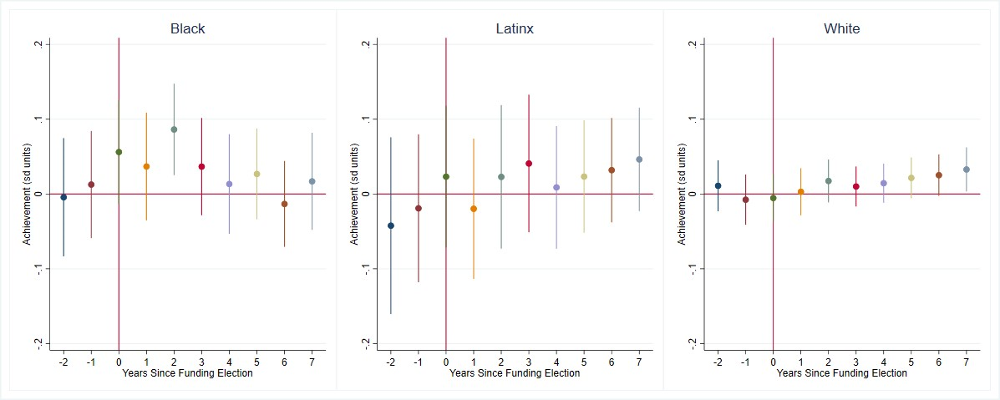 Black
.2
.1
0
-.1
-.2
Achievement (sd units)
-2 -1 0 1 2 3 4 5 6 7
Years Since Funding Election
Latinx
.2
.1
0
-.1
-.2
Achievement (sd units)
-2 -1 0 1 2 3 4 5 6 7
Years Since Funding Election
White
.2
.1
0
-.1
-.2
Achievement (sd units)
-2 -1 0 1 2 3 4 5 6 7
Years Since Funding Election